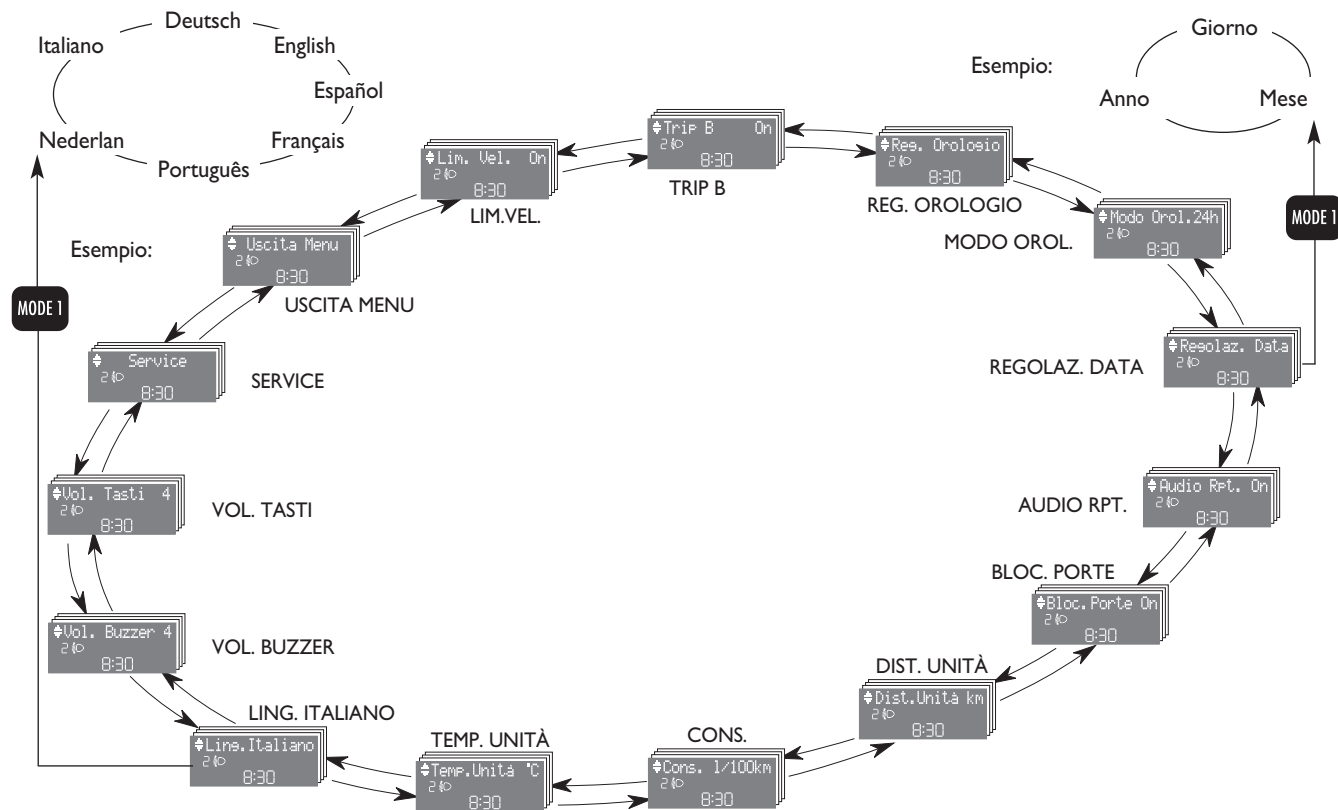 Deutsch
Italiano
English
Español
Nederlan
Français
Português
Esempio:
Giorno
Anno
Mese
Esempio:
MODE 1
MODE 1
Lim. Vel. On
8:30
LIM.VEL.
Trip B On
8:30
TRIP B
Reg. Orologio
8:30
REG. OROLOGIO
Modo Orol.24h
8:30
MODO OROL.
Regolaz. Data
8:30
REGOLAZ. DATA
Audio Rpt. On
8:30
AUDIO RPT.
Bloc.Porte On
8:30
BLOC. PORTE
Dist.Unità km
8:30
DIST. UNITÀ
Cons. l/100km
8:30
CONS.
Temp.Unità °C
8:30
TEMP. UNITÀ
Ling.Italiano
8:30
LING. ITALIANO
Vol. Buzzer 4
8:30
VOL. BUZZER
Vol. Tasti 4
8:30
VOL. TASTI
Service
8:30
SERVICE
Uscita Menu
8:30
USCITA MENU